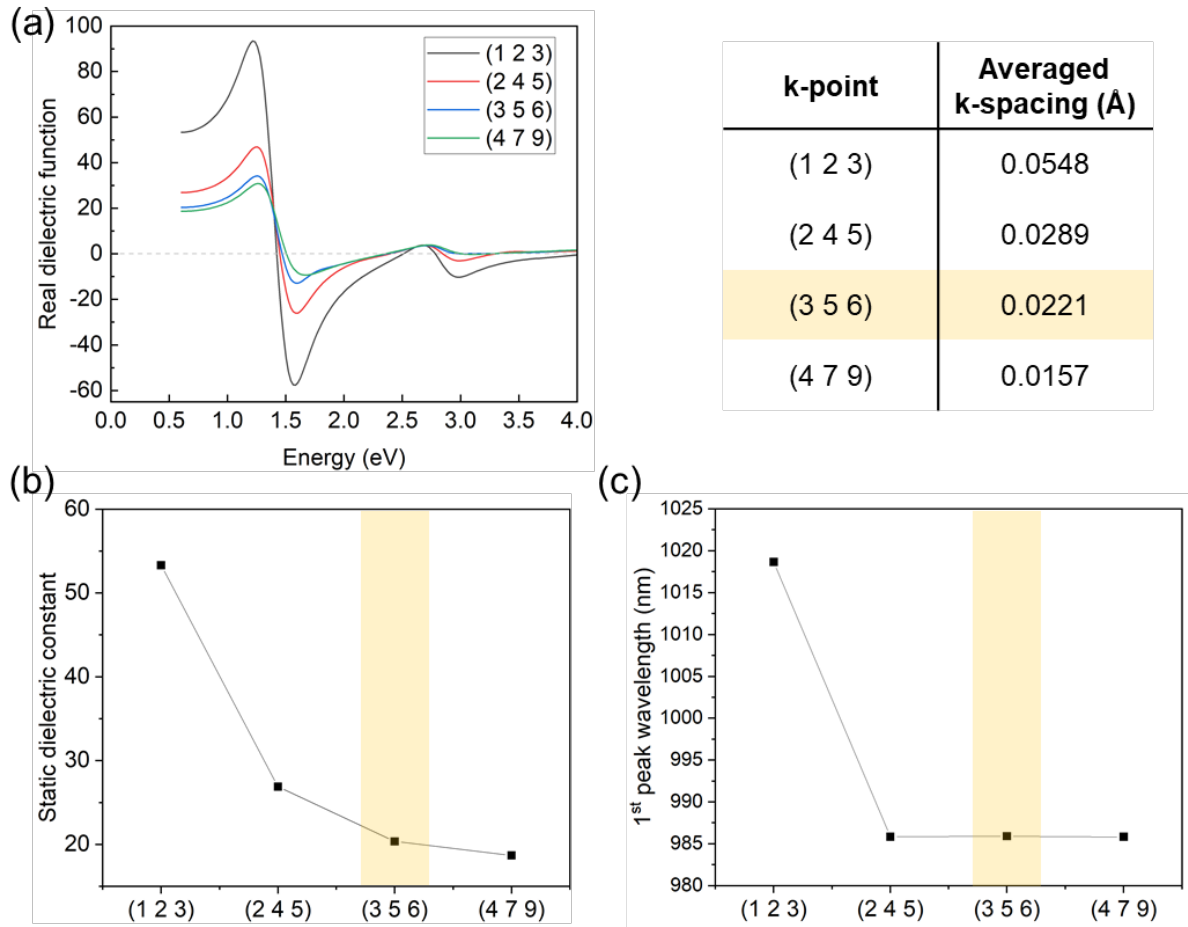 (a)
Real dielectric function
100
80
60
40
20
0
-20
-40
-60
0.0 0.5 1.0 1.5 2.0 2.5 3.0 3.5 4.0
Energy (eV)
(1 2 3)
(2 4 5)
(3 5 6)
(4 7 9)
k-point Averaged k-spacing (Å)
(1 2 3) 0.0548
(2 4 5) 0.0289
(3 5 6) 0.0221
(4 7 9) 0.0157
(b)
Static dielectric constant
60
50
40
30
20
(1 2 3) (2 4 5) (3 5 6) (4 7 9)
(c)
1st peak wavelength (nm)
1025
1020
1015
1010
1005
1000
995
990
985
980
(1 2 3) (2 4 5) (3 5 6) (4 7 9)